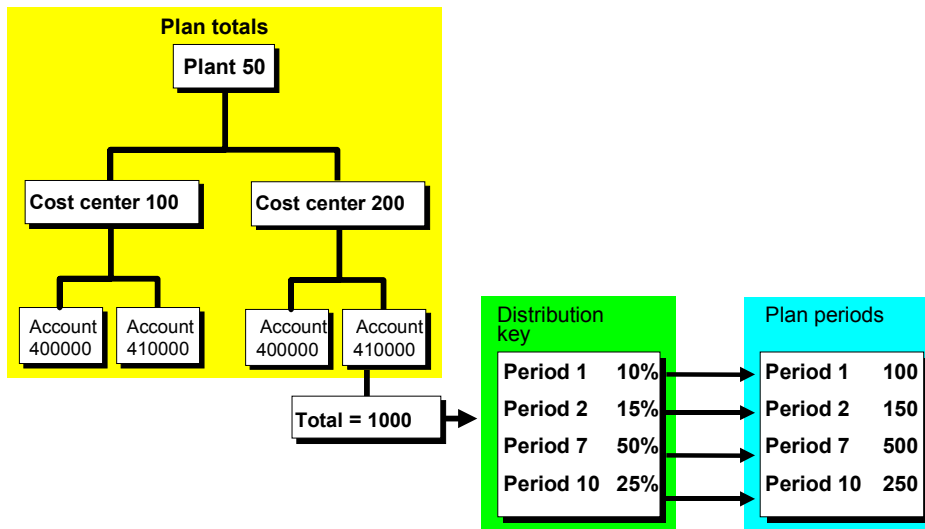 Plan totals
Plant 50
Cost center 100
Cost center 200
Account
400000
Account
410000
Account
400000
Account
410000
Total = 1000
Distribution
key
Period 1 10%
Period 2 15%
Period 7 50%
Period 10 25%
Plan periods
Period 1 100
Period 2 150
Period 7 500
Period 10 250